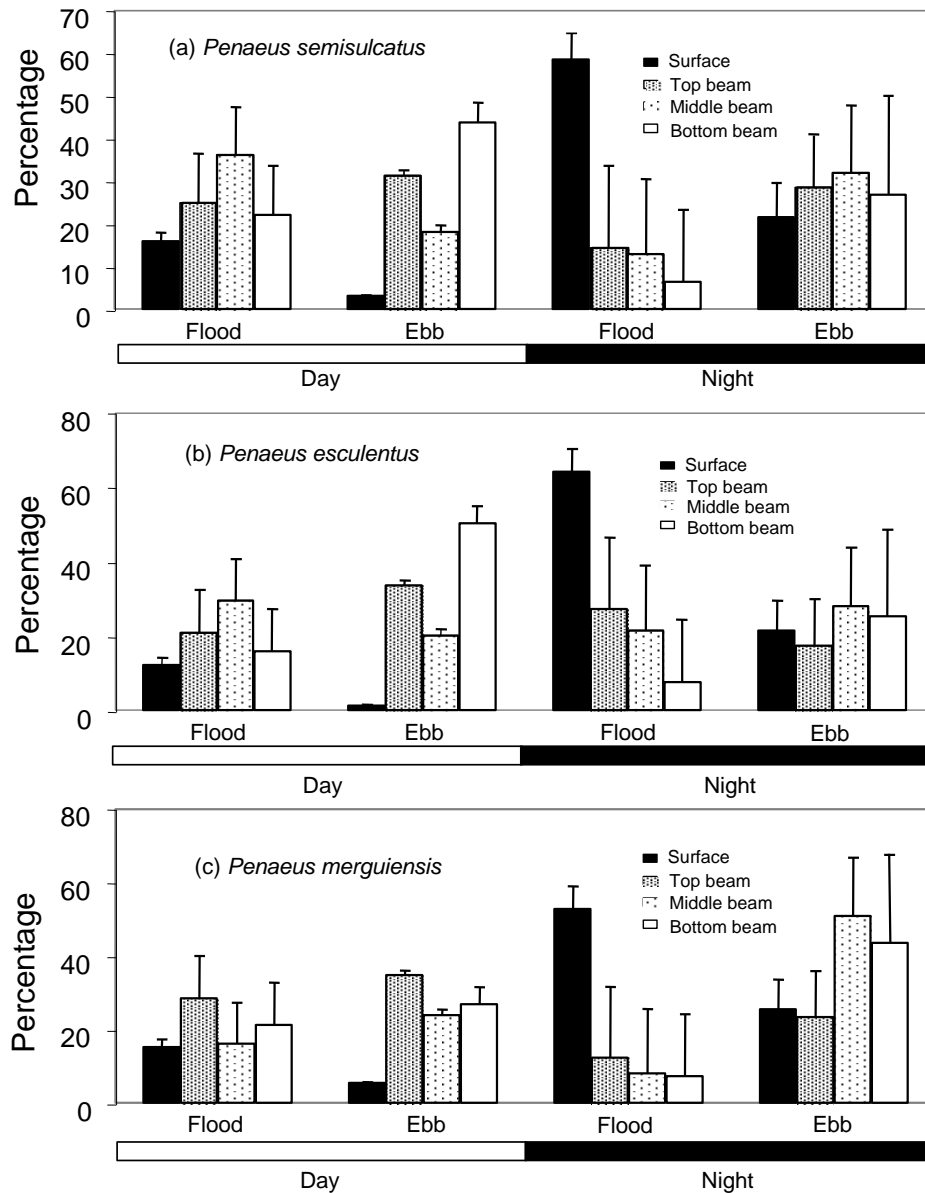 70
(a) Penaeus semisulcatus
Surface
60
Top beam
50
Middle beam
Bottom beam
40
30
20
10
0
Percentage
Flood Ebb Flood Ebb
Day Night
80
(b) Penaeus esculentus
Surface
Top beam
60
Middle beam
Bottom beam
40
20
0
Percentage
Flood Ebb Flood Ebb
Day Night
80
(c) Penaeus merguiensis
Surface
Top beam
60
Middle beam
Bottom beam
40
20
0
Percentage
Flood Ebb Flood Ebb
Day Night